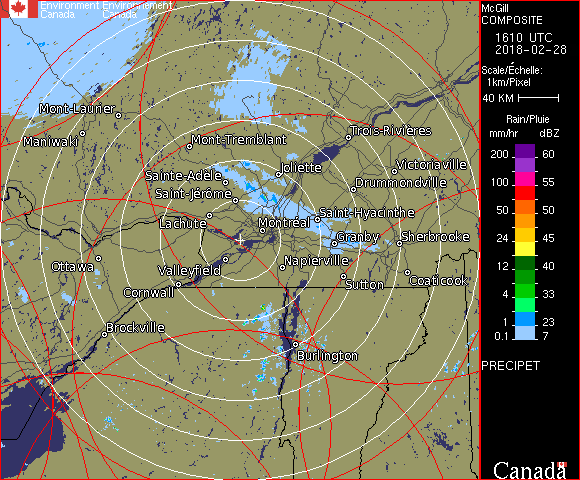 Environment Environnement
Canada Canada
McGill
COMPOSITE
1610 UTC
2018-02-28
Scale/Échelle:
1km/Pixel
40 KM
Rain/Pluie
mm/hr dBZ
200 60
100 55
50 50
24 45
12 40
4 33
1 23
0.1 7
PRECIPET
Canada
Mont-Laurier
Maniwaki
Mont-Tremblant
Trois-Rivières
Joliette
Victoriaville
Sainte-Adèle
Drummondville
Saint-Jérôme
Saint-Hyacinthe
Lachute
Montréal
Granby
Sherbrooke
Ottawa
Valleyfield
Napierville
Cornwall
Sutton
Coaticook
Brockville
Burlington